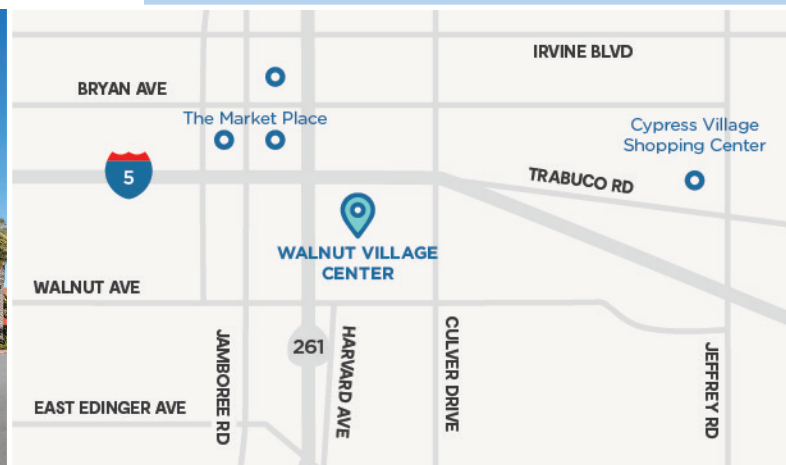 IRVINE BLVD
BRYAN AVE
The Market Place
Cypress Village
Shopping Center
5
TRABUCO RD
WALNUT VILLAGE
CENTER
WALNUT AVE
261
JAMBOREE RD
HARVARD AVE
CULVER DRIVE
JEFFREY RD
EAST EDINGER AVE